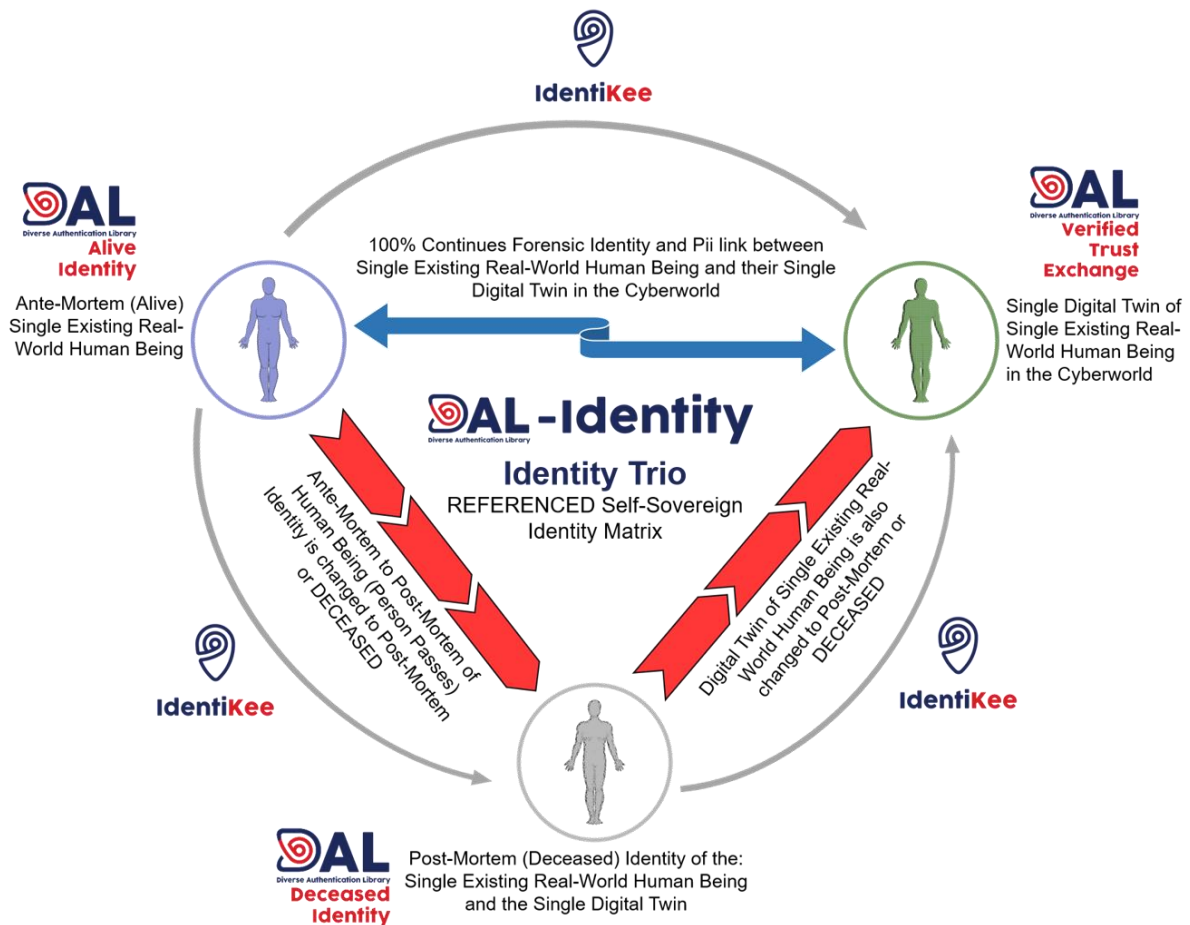 IdentiKee
DAL
Diverse Authentication Library
Alive
Identity
Ante-Mortem (Alive)
Single Existing Real-
World Human Being
100% Continues Forensic Identity and Pii link between
Single Existing Real-World Human Being and their Single
Digital Twin in the Cyberworld
DAL
Diverse Authentication Library
Verified
Trust
Exchange
Single Digital Twin of
Single Existing Real-
World Human Being
in the Cyberworld
DAL-Identity
Diverse Authentication Library
Identity Trio
REFERENCED Self-Sovereign
Identity Matrix
Ante-Mortem to Post-Mortem of
Human Being (Person Passes)
Identity is changed to Post-Mortem
or DECEASED
Digital Twin of Single Existing Real-
World Human Being is also
changed to Post-Mortem or
DECEASED
IdentiKee
IdentiKee
DAL
Diverse Authentication Library
Deceased
Identity
Post-Mortem (Deceased) Identity of the:
Single Existing Real-World Human Being
and the Single Digital Twin